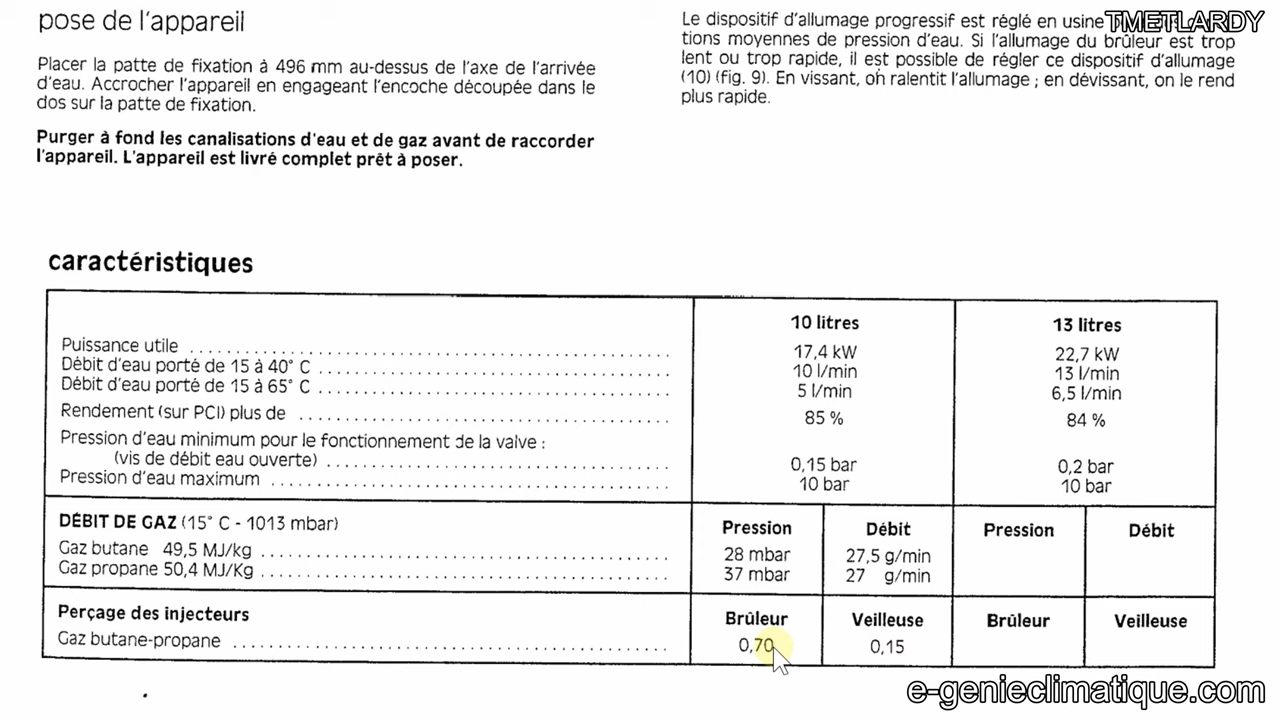 pose de l'appareil
Placer la patte de fixation à 496 mm au-dessus de l'axe de l'arrivée
d'eau. Accrocher l'appareil en engageant l'encoche découpée dans le
dos sur la patte de fixation.
Purger à fond les canalisations d'eau et de gaz avant de raccorder
l'appareil. L'appareil est livré complet prêt à poser.
Le dispositif d'allumage progressif est réglé en usine
TMETLARDY
tions moyennes de pression d'eau. Si l'allumage du brûleur est trop
lent ou trop rapide, il est possible de régler ce dispositif d'allumage
(10) (fig. 9). En vissant, on ralentit l'allumage ; en dévissant, on le rend
plus rapide.
caractéristiques
10 litres 13 litres
Puissance utile 17,4 kW 22,7 kW
Débit d'eau porté de 15 à 40° C 10 l/min 13 l/min
Débit d'eau porté de 15 à 65° C 5 l/min 6,5 l/min
Rendement (sur PCI) plus de 85 % 84 %
Pression d'eau minimum pour le fonctionnement de la valve :
(vis de débit eau ouverte) 0,15 bar 0,2 bar
Pression d'eau maximum 10 bar 10 bar
DÉBIT DE GAZ (15° C - 1013 mbar) Pression Débit Pression Débit
Gaz butane 49,5 MJ/kg 28 mbar 27,5 g/min
Gaz propane 50,4 MJ/Kg 37 mbar 27 g/min
Perçage des injecteurs Brûleur Veilleuse Brûleur Veilleuse
Gaz butane-propane 0,70 0,15
e-genieclimatique.com